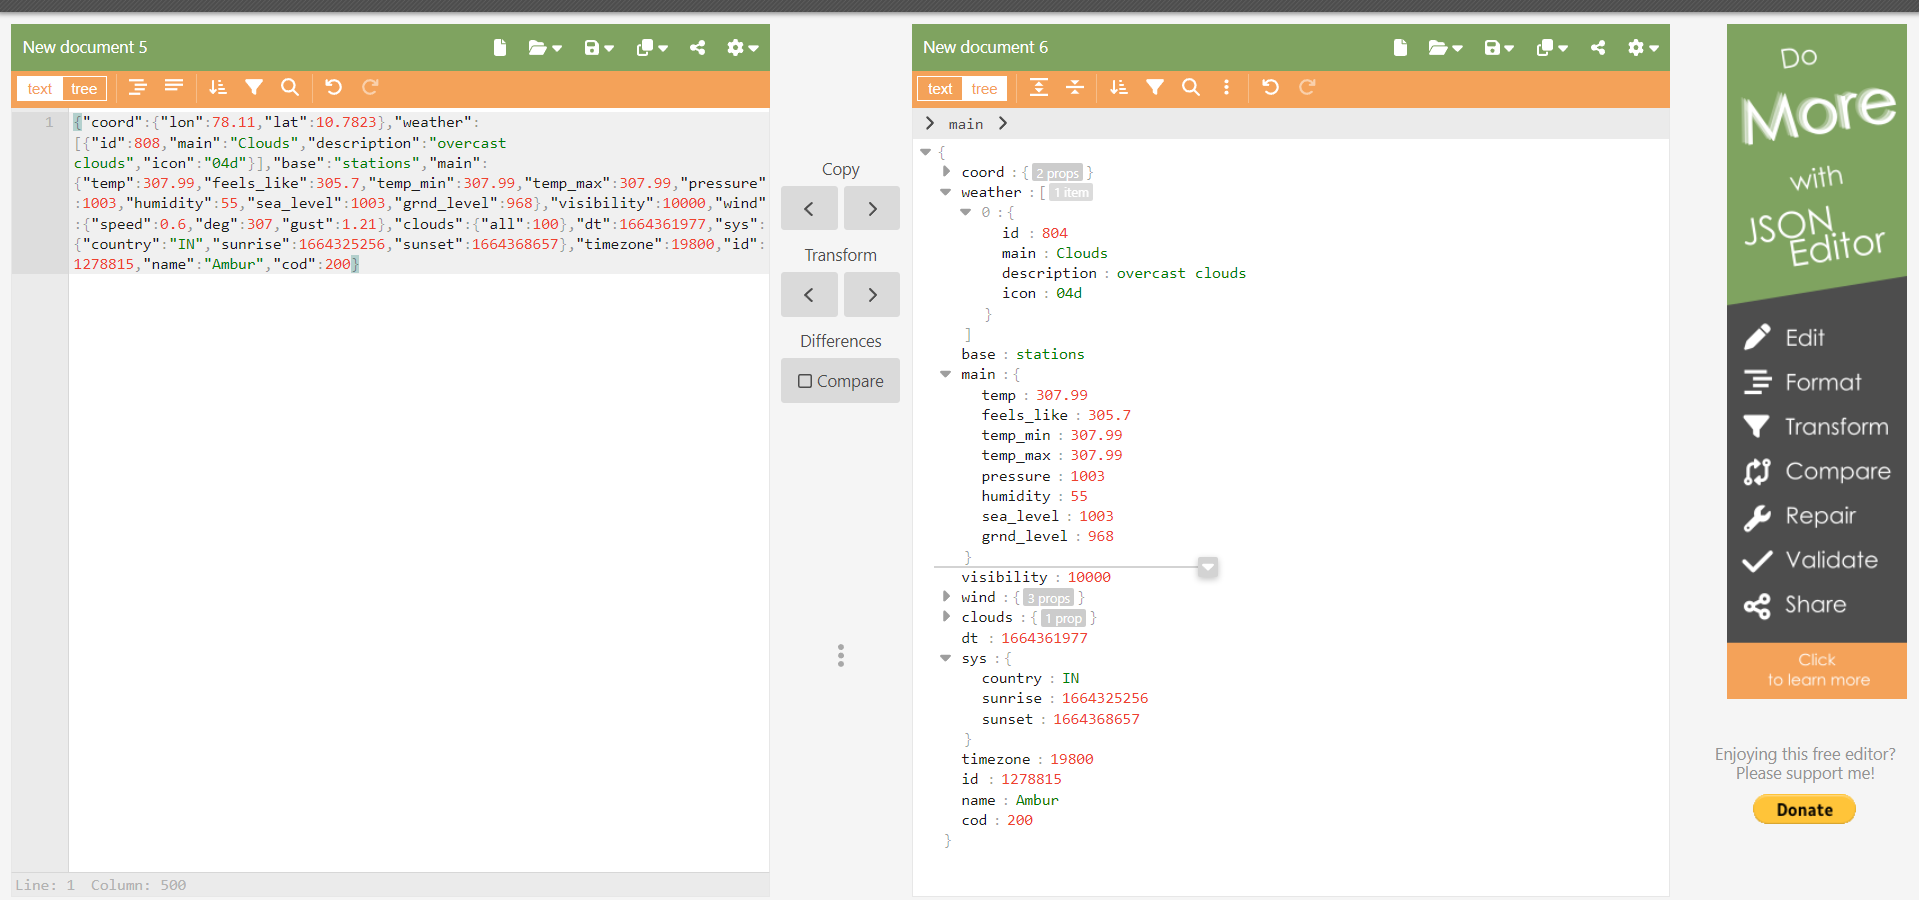 New document 5
text tree
1
{"coord":{"lon":78.11,"lat":10.7823},"weather":
[{"id":808,"main":"Clouds","description":"overcast
clouds","icon":"04d"}],"base":"stations","main":
{"temp":307.99,"feels_like":305.7,"temp_min":307.99,"temp_max":307.99,"pressure"
:1003,"humidity":55,"sea_level":1003,"grnd_level":968},"visibility":10000,"wind"
:{"speed":0.6,"deg":307,"gust":1.21},"clouds":{"all":100},"dt":1664361977,"sys":
{"country":"IN","sunrise":1664325256,"sunset":1664368657},"timezone":19800,"id":
1278815,"name":"Ambur","cod":200}
Line: 1 Column: 500
Copy
Transform
Differences
Compare
New document 6
text tree
main
{
coord : { 2 props }
weather : [ 1 item
0 : {
id : 804
main : Clouds
description : overcast clouds
icon : 04d
}
]
base : stations
main : {
temp : 307.99
feels_like : 305.7
temp_min : 307.99
temp_max : 307.99
pressure : 1003
humidity : 55
sea_level : 1003
grnd_level : 968
}
visibility : 10000
wind : { 3 props }
clouds : { 1 prop }
dt : 1664361977
sys : {
country : IN
sunrise : 1664325256
sunset : 1664368657
}
timezone : 19800
id : 1278815
name : Ambur
cod : 200
}
Do
More
with
JSON
Editor
Edit
Format
Transform
Compare
Repair
Validate
Share
Click
to learn more
Enjoying this free editor?
Please support me!
Donate